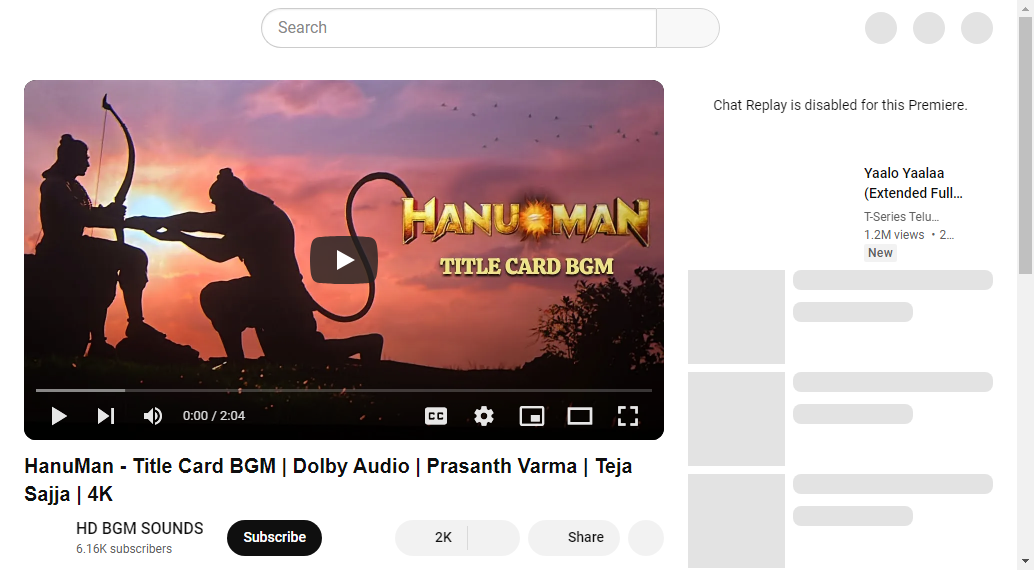 Search
HANUMAN
TITLE CARD BGM
CC
0:00 / 2:04
HanuMan - Title Card BGM | Dolby Audio | Prasanth Varma | Teja
Sajja | 4K
HD BGM SOUNDS
6.16K subscribers
Subscribe
2K
Share
Chat Replay is disabled for this Premiere.
Yaalo Yaalaa
(Extended Full...
T-Series Telu...
1.2M views • 2...
New